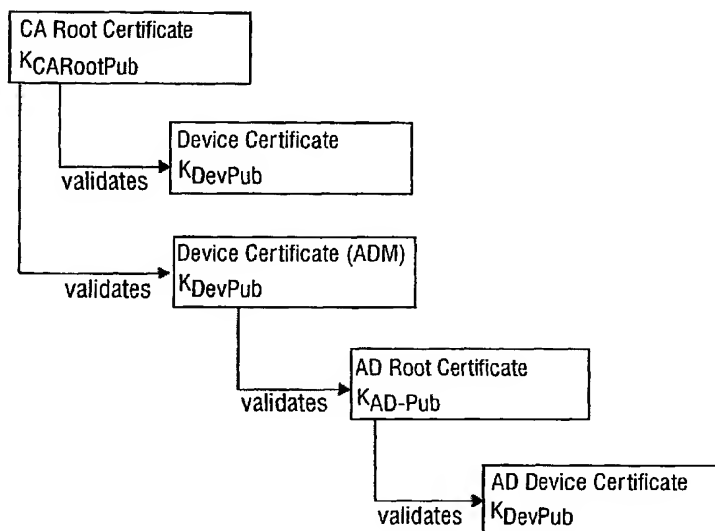 CA Root Certificate
KCARootPub
Device Certificate
KDevPub
validates
Device Certificate (ADM)
KDevPub
validates
AD Root Certificate
KAD-Pub
validates
AD Device Certificate
KDevPub
validates